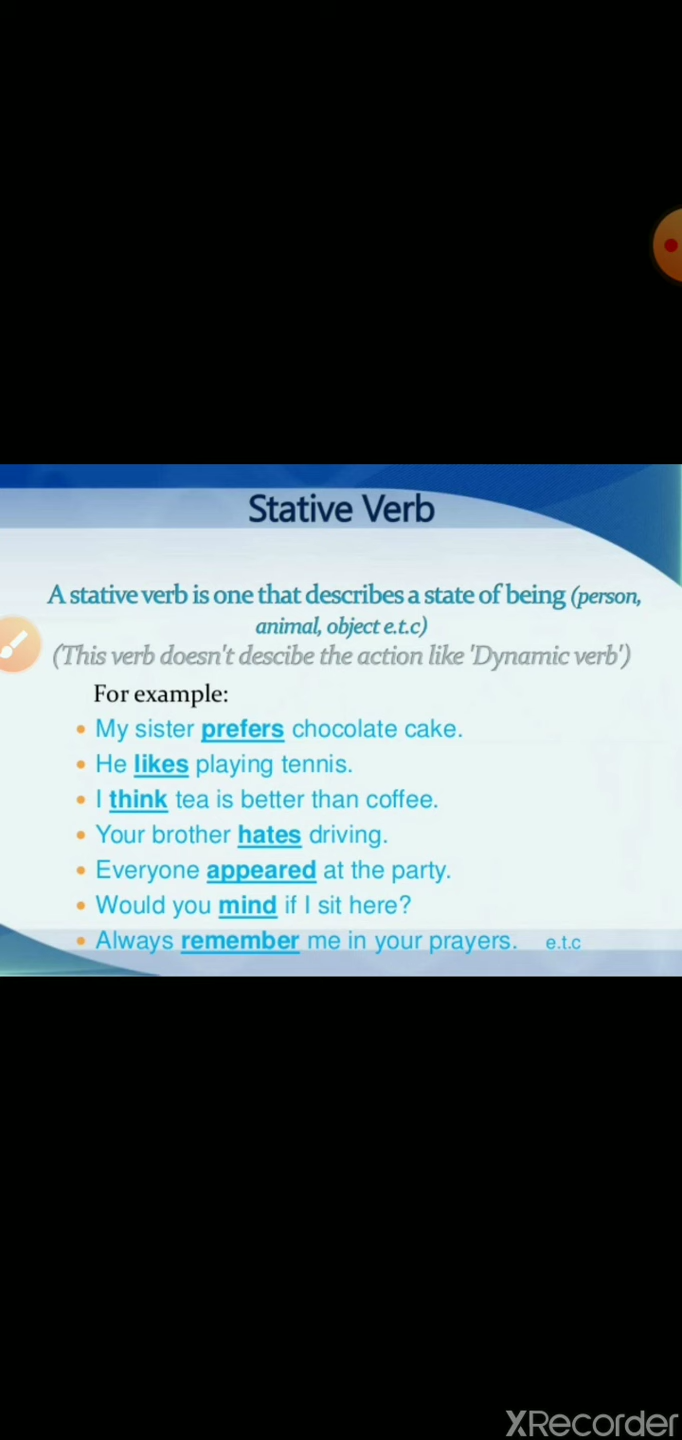 Stative Verb
A stative verb is one that describes a state of being (person,
animal, object e.t.c)
(This verb doesn't descibe the action like 'Dynamic verb')
For example:
• My sister prefers chocolate cake.
• He likes playing tennis.
• I think tea is better than coffee.
• Your brother hates driving.
• Everyone appeared at the party.
• Would you mind if I sit here?
• Always remember me in your prayers. e.t.c
XRecorder